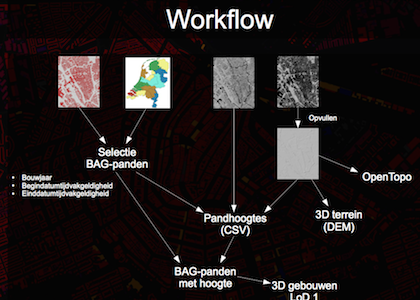 Workflow
Opvullen
Selectie
BAG-panden
• Bouwjaar
• Begindatumtijdvakgeldigheid
• Einddatumtijdvakgeldigheid
OpenTopo
Pandhoogtes
(CSV)
3D terrein
(DEM)
BAG-panden
met hoogte
3D gebouwen
LoD 1